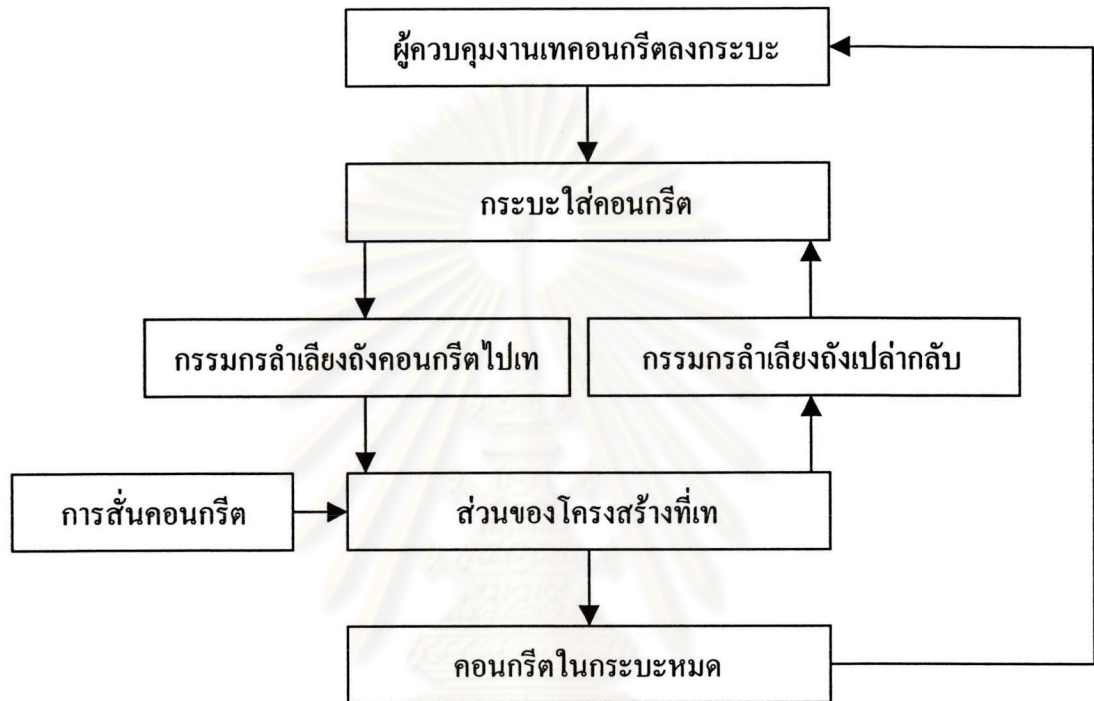 ผู้ควบคุมงานเทคอนกรีตลงกระบะ
กระบะใส่คอนกรีต
กรรมกรลำเลียงถังคอนกรีตไปเท
กรรมกรลำเลียงถังเปล่ากลับ
การสั่นคอนกรีต
ส่วนของโครงสร้างที่เท
คอนกรีตในกระบะหมด